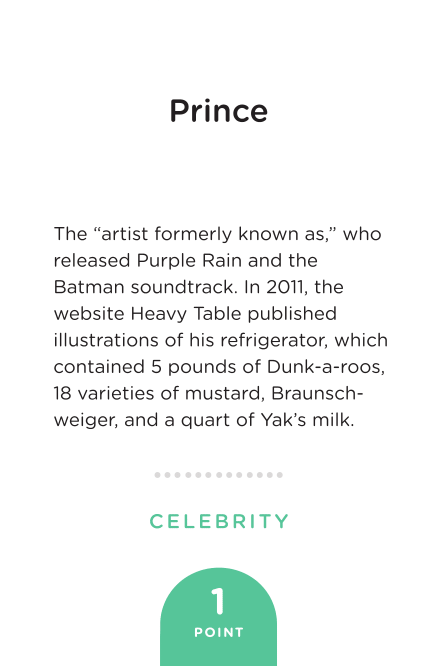 Prince
The “artist formerly known as,” who
released Purple Rain and the
Batman soundtrack. In 2011, the
website Heavy Table published
illustrations of his refrigerator, which
contained 5 pounds of Dunk-a-roos,
18 varieties of mustard, Braunsch-
weiger, and a quart of Yak’s milk.
CELEBRITY
1
POINT